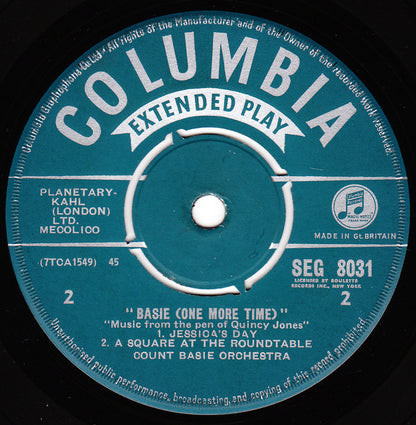 Columbia Graphophone Co Ltd · All rights of the Manufacturer and of the Owner of the recorded Work reserved
COLUMBIA
EXTENDED PLAY
PLANETARY-
KAHL
(LONDON)
LTD.
MECOLICO
MAGIC NOTES
MADE IN Gt. BRITAIN
(7TCA1549) 45
SEG 8031
LICENSED BY ROULETTE
RECORDS INC., NEW YORK
2
2
"BASIE (ONE MORE TIME)"
"Music from the pen of Quincy Jones"
1. JESSICA'S DAY
2. A SQUARE AT THE ROUNDTABLE
COUNT BASIE ORCHESTRA
Unauthorised public performance, broadcasting and copying of this record prohibited